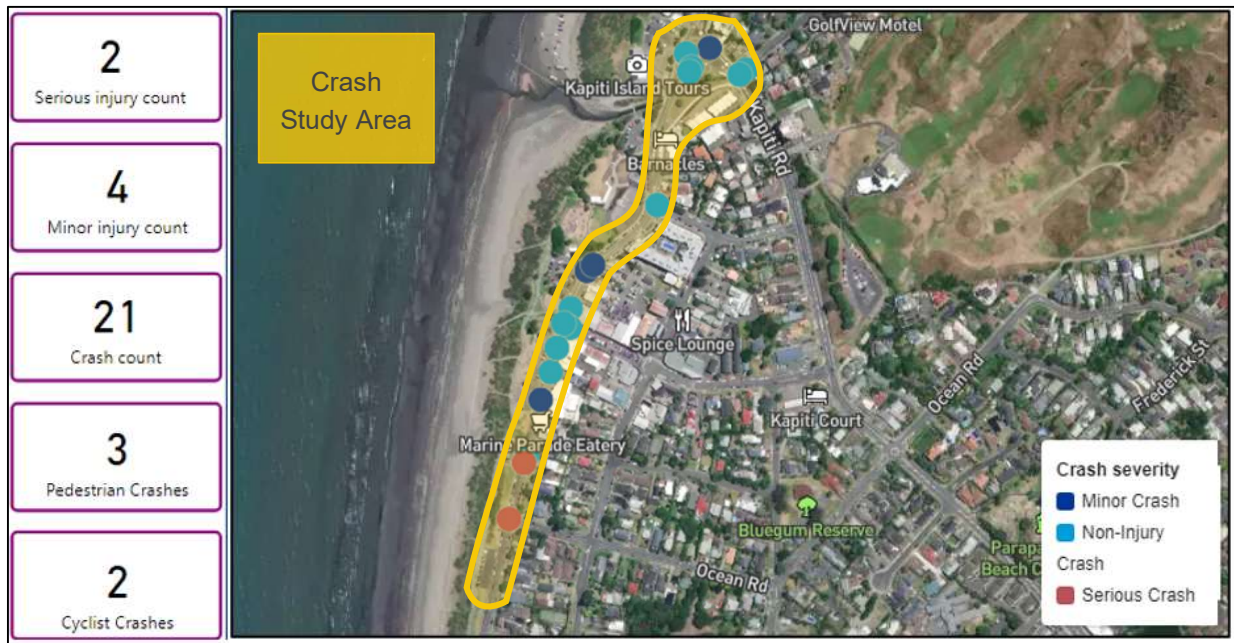 2
Serious injury count
4
Minor injury count
21
Crash count
3
Pedestrian Crashes
2
Cyclist Crashes
Crash
Study Area
GolfView Motel
Kapiti Island Tours
Kapiti Rd
Barnacles
Spice Lounge
Ocean Rd
Frederick St
Kapiti Court
Marine Parade Eatery
Bluegum Reserve
Ocean Rd
Beach
Crash severity
Minor Crash
Non-Injury
Crash
Serious Crash